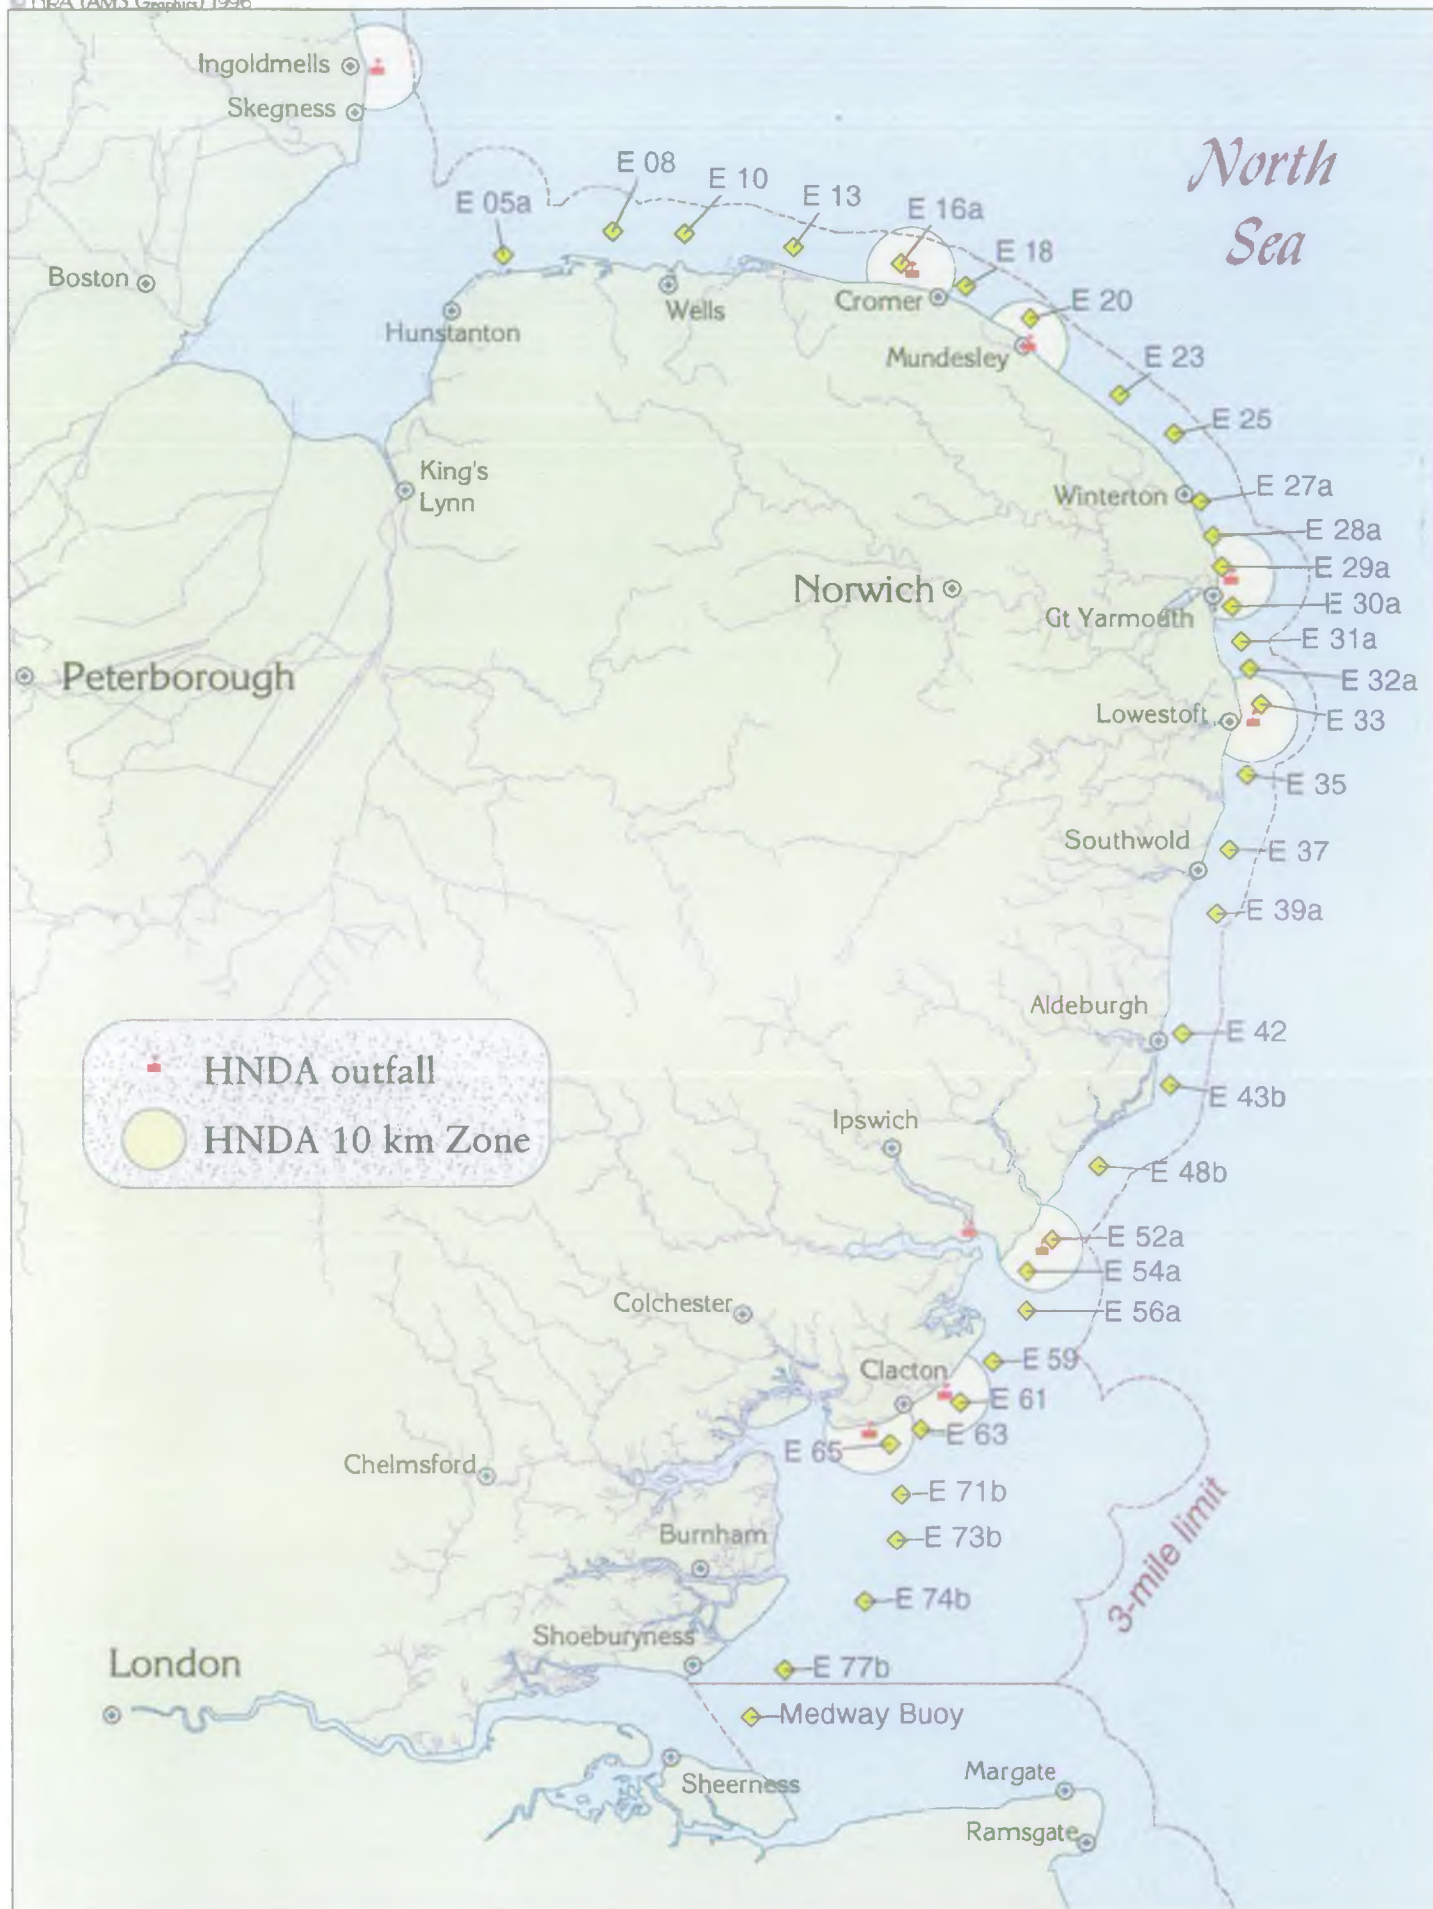 (AMS Graphics) 1996
Ingoldmells
Skegness
North
Sea
E 08
E 10
E 13
E 05a
E 16a
E 18
Boston
Wells
Cromer
E 20
Hunstanton
Mundesley
E 23
E 25
King's
Lynn
Winterton
E 27a
E 28a
E 29a
Norwich
E 30a
Gt Yarmouth
E 31a
Peterborough
E 32a
Lowestoft
E 33
E 35
Southwold
E 37
E 39a
Aldeburgh
E 42
HNDA outfall
E 43b
Ipswich
HNDA 10 km Zone
E 48b
E 52a
E 54a
Colchester
E 56a
E 59
Clacton
E 61
E 63
E 65
Chelmsford
E 71b
3-mile limit
Burnham
E 73b
E 74b
Shoeburyness
London
E 77b
Medway Buoy
Sheerness
Margate
Ramsgate